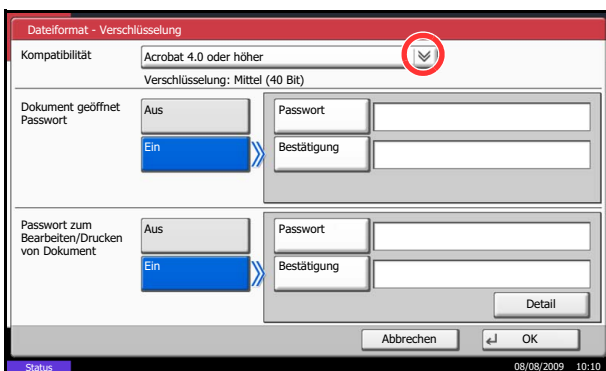 Dateiformat - Verschlüsselung
Kompatibilität
Acrobat 4.0 oder höher
Verschlüsselung: Mittel (40 Bit)
Dokument geöffnet
Passwort
Aus
Passwort
Ein
Bestätigung
Passwort zum
Bearbeiten/Drucken
von Dokument
Aus
Passwort
Ein
Bestätigung
Detail
Abbrechen
OK
Status
08/08/2009 10:10